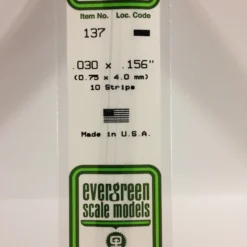 Item No. Loc. Code
137
.030 x .156"
(0.75 x 4.0 mm)
10 Strips
Made in U.S.A.
evergreen
scale models